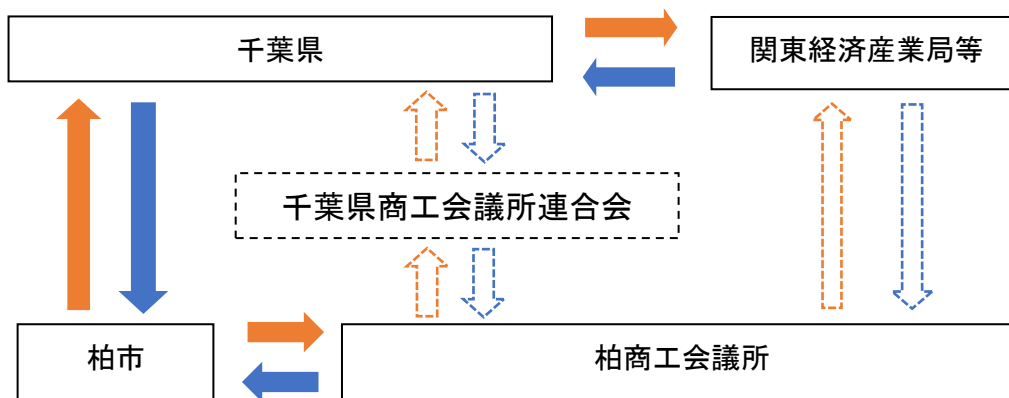 千葉県
関東経済産業局等
千葉県商工会議所連合会
柏市
柏商工会議所